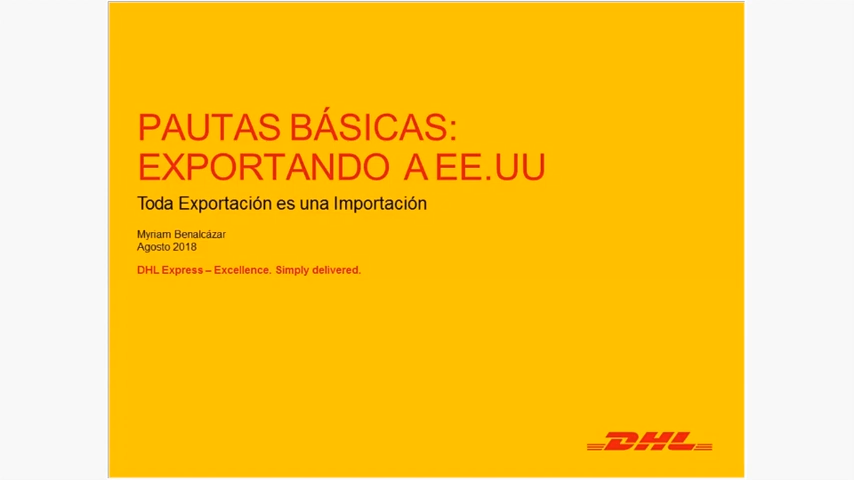 PAUTAS BÁSICAS:
EXPORTANDO A EE.UU
Toda Exportación es una Importación
Myriam Benalcázar
Agosto 2018
DHL Express – Excellence. Simply delivered.
DHL